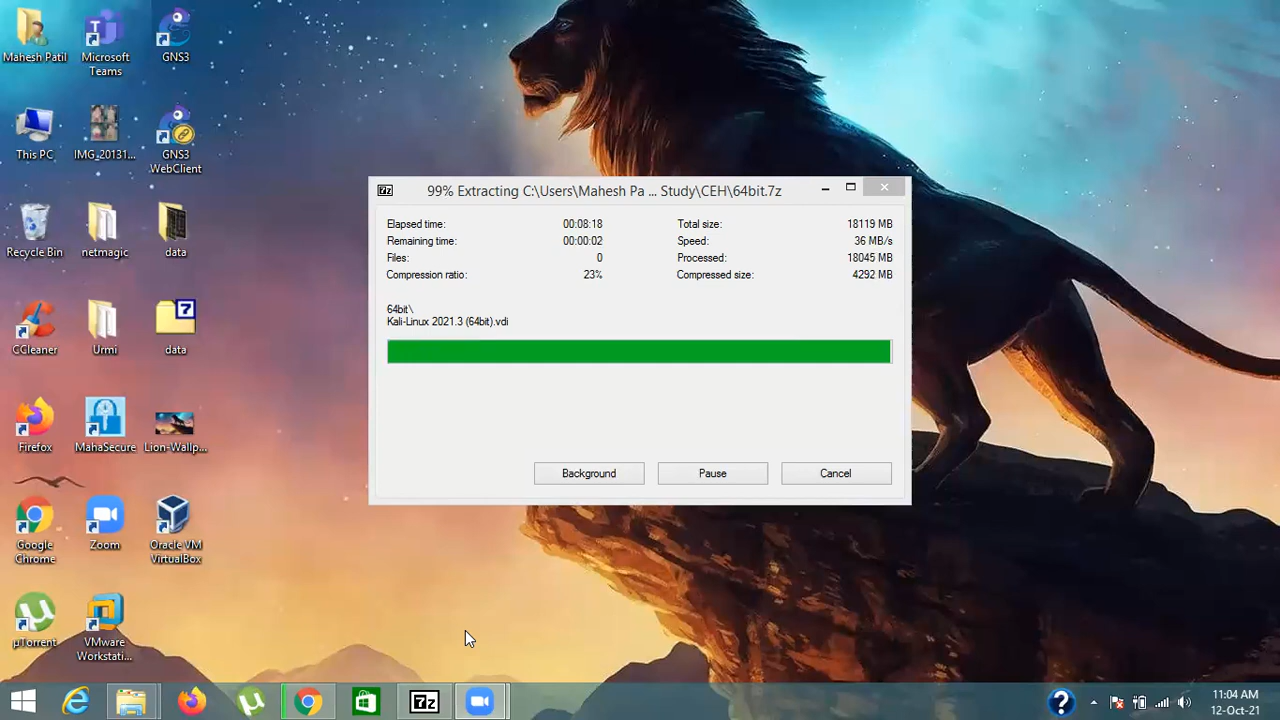 Mahesh Patil
Microsoft
Teams
GNS3
This PC
IMG_20131...
GNS3
WebClient
Recycle Bin
netmagic
data
CCleaner
Urmi
data
Firefox
MahaSecure
Lion-Wallp...
Google
Chrome
Zoom
Oracle VM
VirtualBox
µTorrent
VMware
Workstati...
7z
99% Extracting C:\Users\Mahesh Pa ... Study\CEH\64bit.7z
Elapsed time: 00:08:18 Total size: 18119 MB
Remaining time: 00:00:02 Speed: 36 MB/s
Files: 0 Processed: 18045 MB
Compression ratio: 23% Compressed size: 4292 MB
64bit\
Kali-Linux 2021.3 (64bit).vdi
Background Pause Cancel
7z
11:04 AM
12-Oct-21